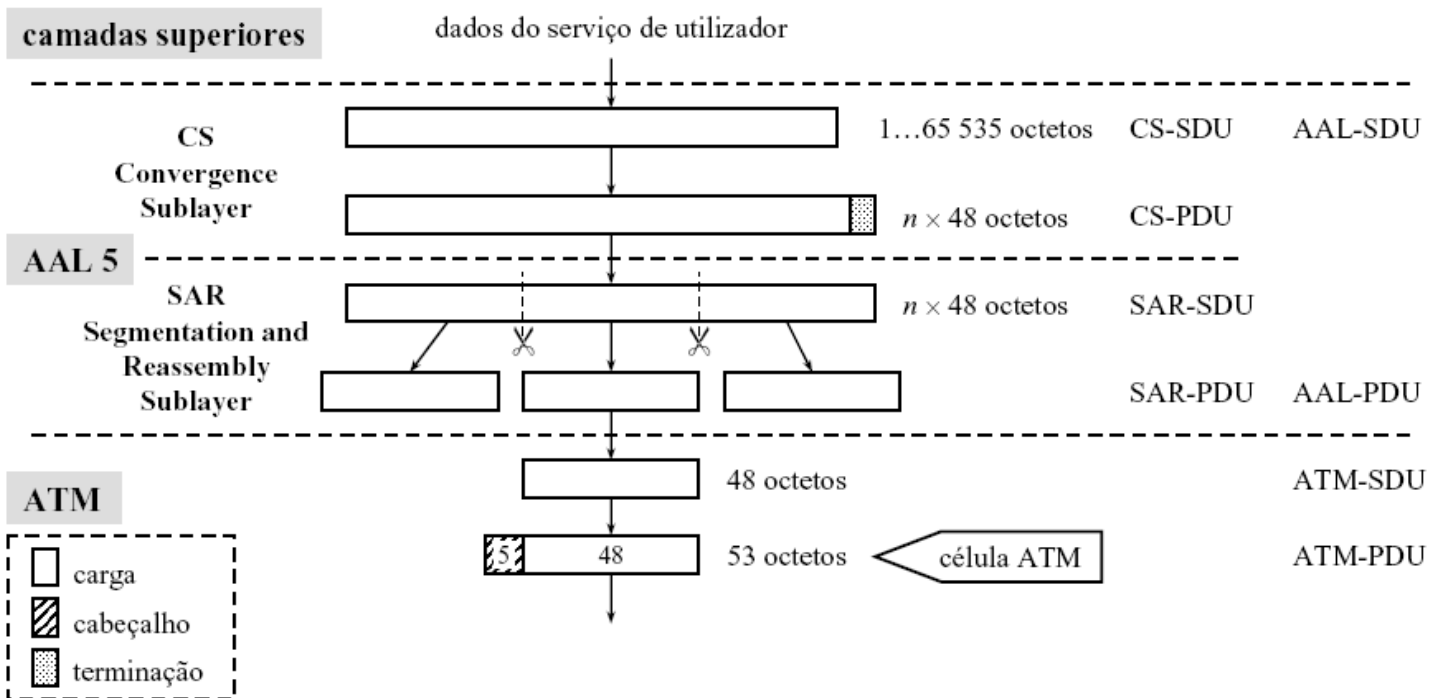 camadas superiores
dados do serviço de utilizador
CS
Convergence
Sublayer
1…65 535 octetos CS-SDU AAL-SDU
n × 48 octetos CS-PDU
AAL 5
SAR
Segmentation and
Reassembly
Sublayer
n × 48 octetos SAR-SDU
SAR-PDU AAL-PDU
ATM
48 octetos ATM-SDU
5 48 53 octetos célula ATM ATM-PDU
carga
cabeçalho
terminação